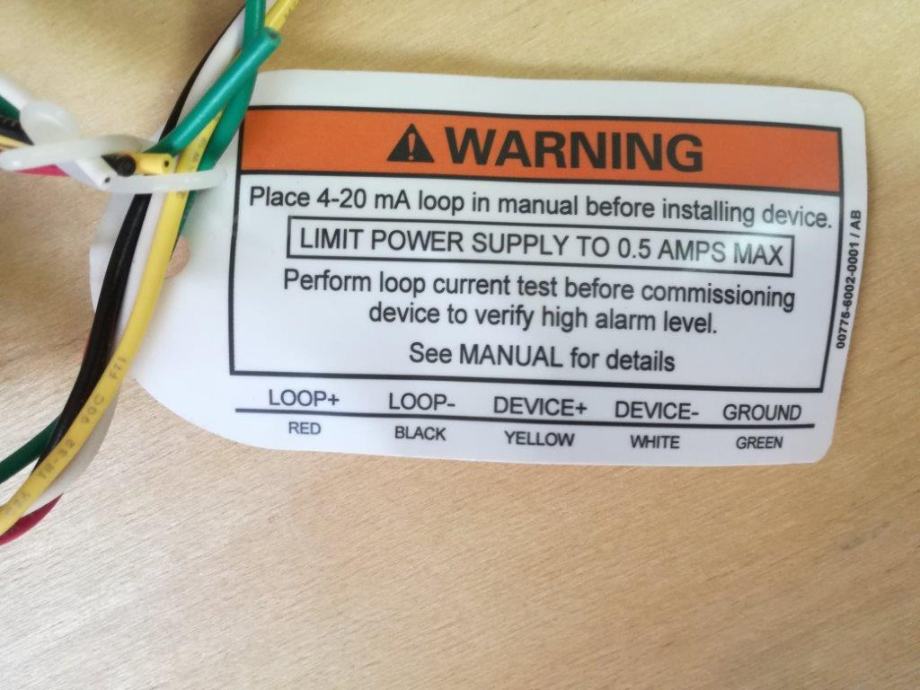 WARNING
Place 4-20 mA loop in manual before installing device.
LIMIT POWER SUPPLY TO 0.5 AMPS MAX
Perform loop current test before commissioning
device to verify high alarm level.
See MANUAL for details
LOOP+ LOOP- DEVICE+ DEVICE- GROUND
RED BLACK YELLOW WHITE GREEN
00775-6002-0001 / AB